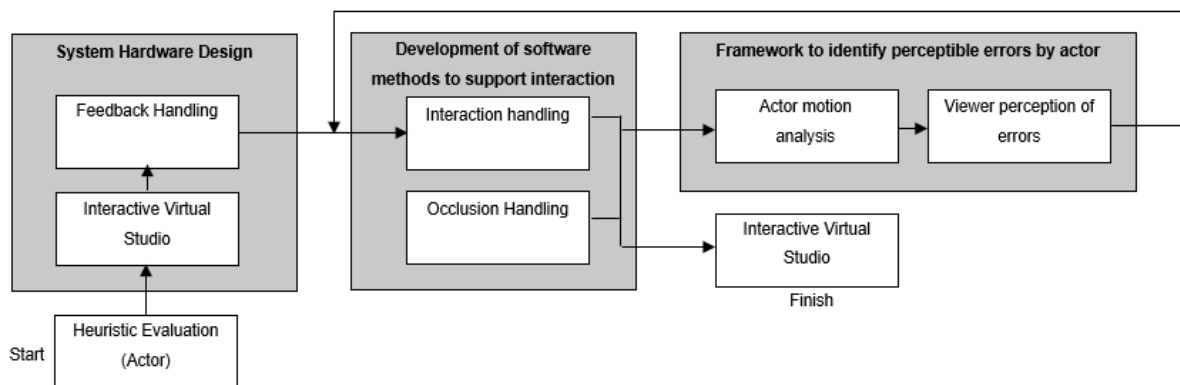 System Hardware Design
Feedback Handling
Interactive Virtual
Studio
Start
Heuristic Evaluation
(Actor)
Development of software
methods to support interaction
Interaction handling
Occlusion Handling
Framework to identify perceptible errors by actor
Actor motion
analysis
Viewer perception of
errors
Interactive Virtual
Studio
Finish